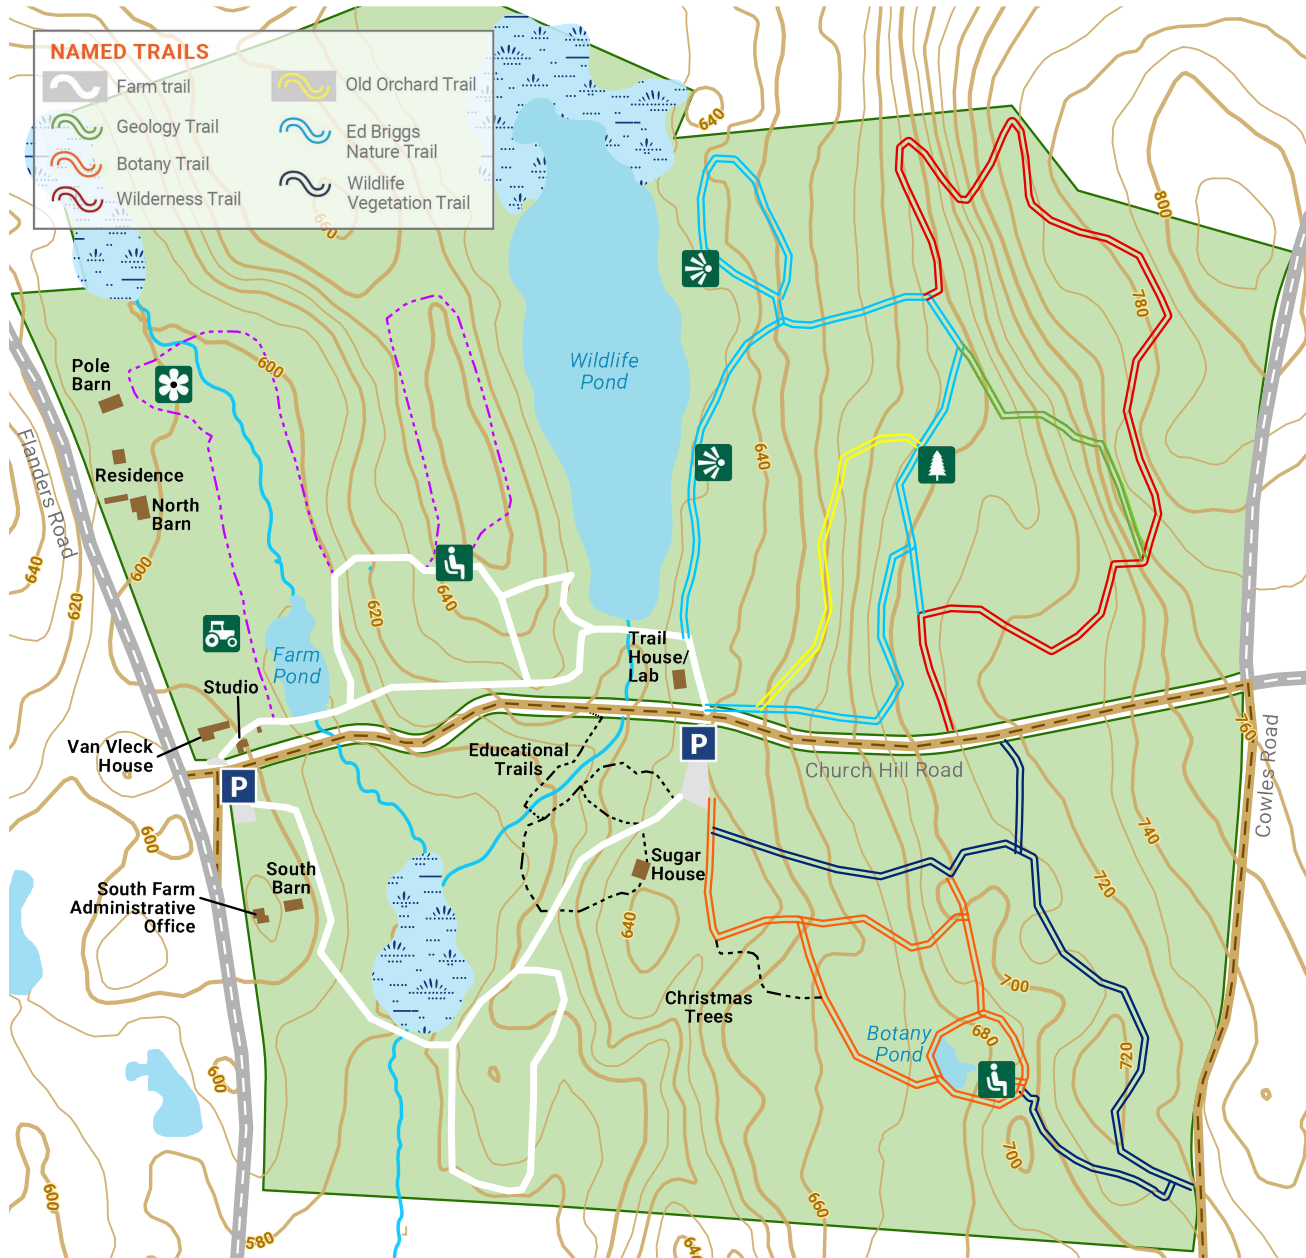 NAMED TRAILS
Farm trail
Geology Trail
Botany Trail
Wilderness Trail
Old Orchard Trail
Ed Briggs
Nature Trail
Wildlife
Vegetation Trail
640
800
780
600
Pole
Barn
Wildlife
Pond
640
Residence
North
Barn
Flanders Road
640
600
620
620
640
Farm
Pond
Trail
House/
Lab
Studio
Van Vleck
House
P
P
Educational
Trails
Church Hill Road
760
Cowles Road
600
740
720
South
Barn
Sugar
House
South Farm
Administrative
Office
640
700
Christmas
Trees
Botany
Pond
680
720
600
700
600
660
580
640